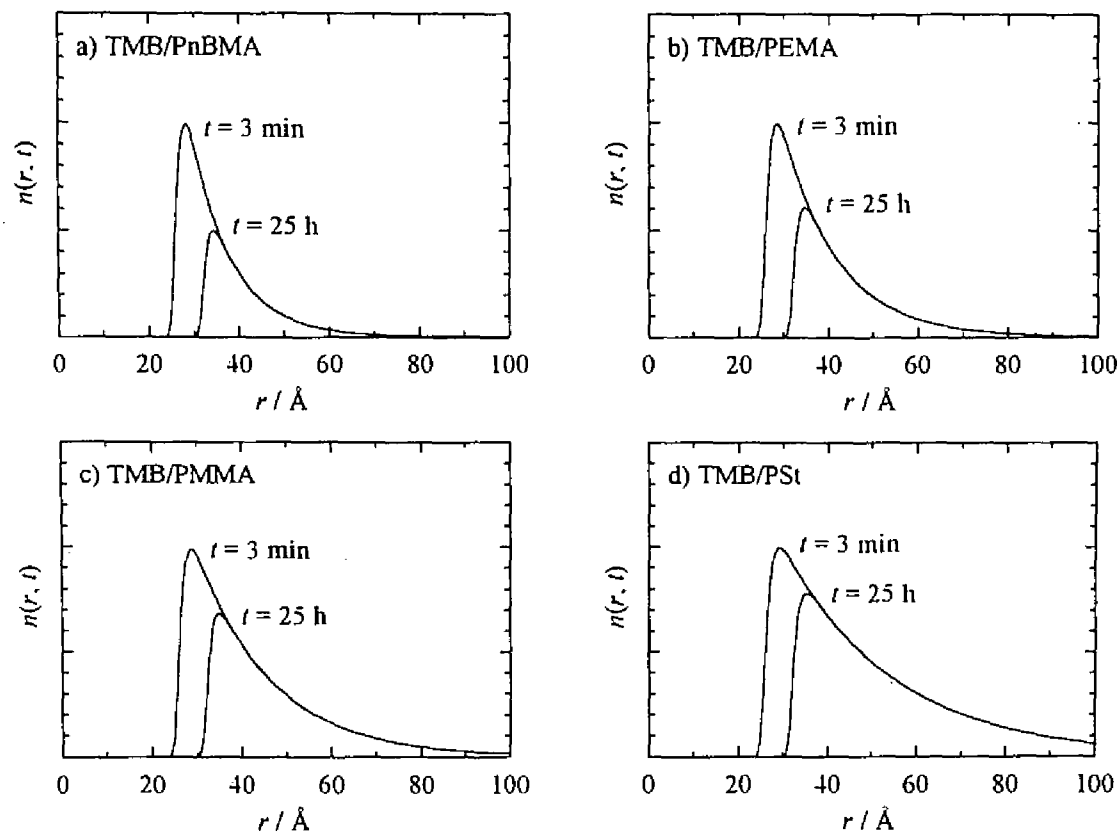 a) TMB/PnBMA
t = 3 min
t = 25 h
n(r, t)
0 20 40 60 80 100
r / Å
b) TMB/PEMA
t = 3 min
t = 25 h
n(r, t)
0 20 40 60 80 100
r / Å
c) TMB/PMMA
t = 3 min
t = 25 h
n(r, t)
0 20 40 60 80 100
r / Å
d) TMB/PSt
t = 3 min
t = 25 h
n(r, t)
0 20 40 60 80 100
r / Å